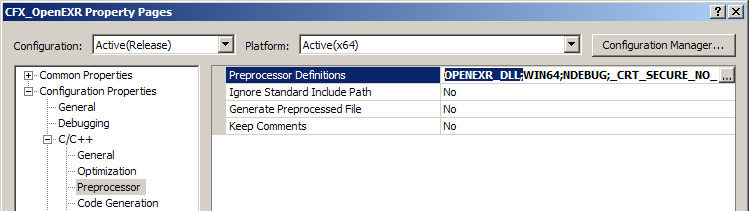 CFX_OpenEXR Property Pages
Configuration: Active(Release) Platform: Active(x64) Configuration Manager...
Common Properties
Configuration Properties
General
Debugging
C/C++
General
Optimization
Preprocessor
Code Generation
Preprocessor Definitions OPENEXR_DLL;WIN64;NDEBUG;_CRT_SECURE_NO_ ...
Ignore Standard Include Path No
Generate Preprocessed File No
Keep Comments No